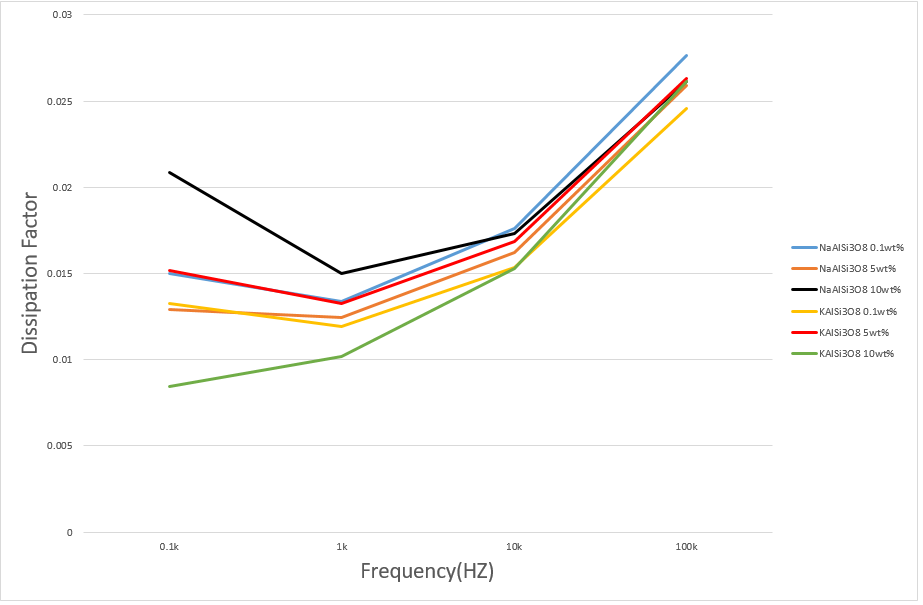 0.03
0.025
0.02
0.015
0.01
0.005
0
Dissipation Factor
0.1k
1k
10k
100k
Frequency(HZ)
NaAlSi3O8 0.1wt%
NaAlSi3O8 5wt%
NaAlSi3O8 10wt%
KAlSi3O8 0.1wt%
KAlSi3O8 5wt%
KAlSi3O8 10wt%